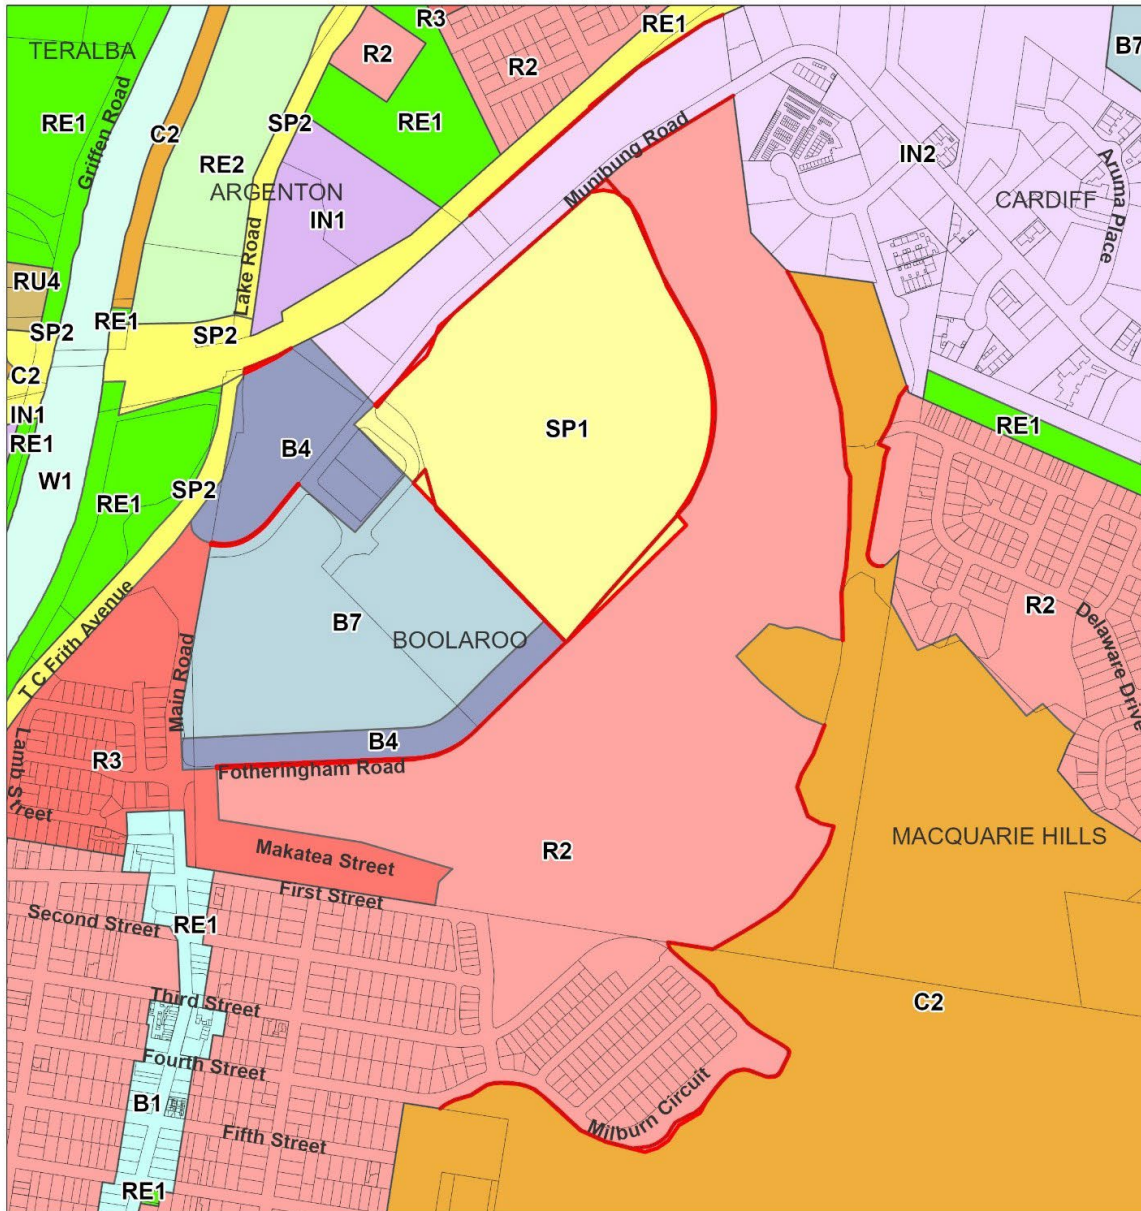 R3
RE1
B7
TERALBA
R2
R2
RE1
Griffen Road
C2
SP2
RE1
Munibung Road
IN2
RE2
ARGENTON
IN1
Aruma Place
CARDIFF
Lake Road
RU4
SP2
RE1
SP2
C2
IN1
RE1
W1
RE1
SP2
B4
SP1
RE1
T C Frith Avenue
Main Road
B7
BOOLAROO
R2
Delaware Drive
Lamb Street
R3
B4
Fotheringham Road
Makatea Street
R2
MACQUARIE HILLS
First Street
Second Street
RE1
Third Street
C2
Fourth Street
B1
Milburn Circuit
Fifth Street
RE1